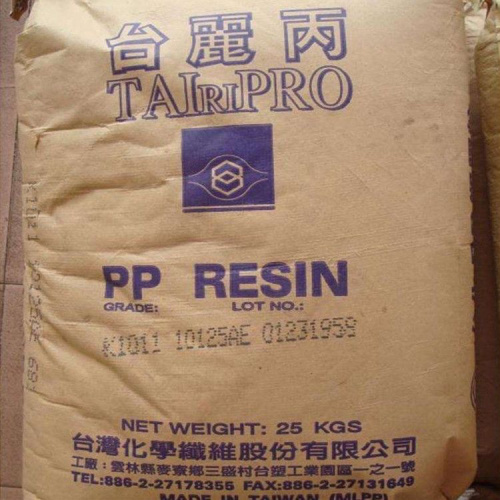 台麗丙
TAIRIPRO
PP RESIN
GRADE: LOT NO.:
K1011 10125AE 01231959
NET WEIGHT: 25 KGS
台灣化學纖維股份有限公司
工廠：雲林縣麥寮鄉三盛村台塑工業園區一之一號
TEL:886-2-27178355 FAX:886-2-27131649
MADE IN TAIWAN (MLPP)